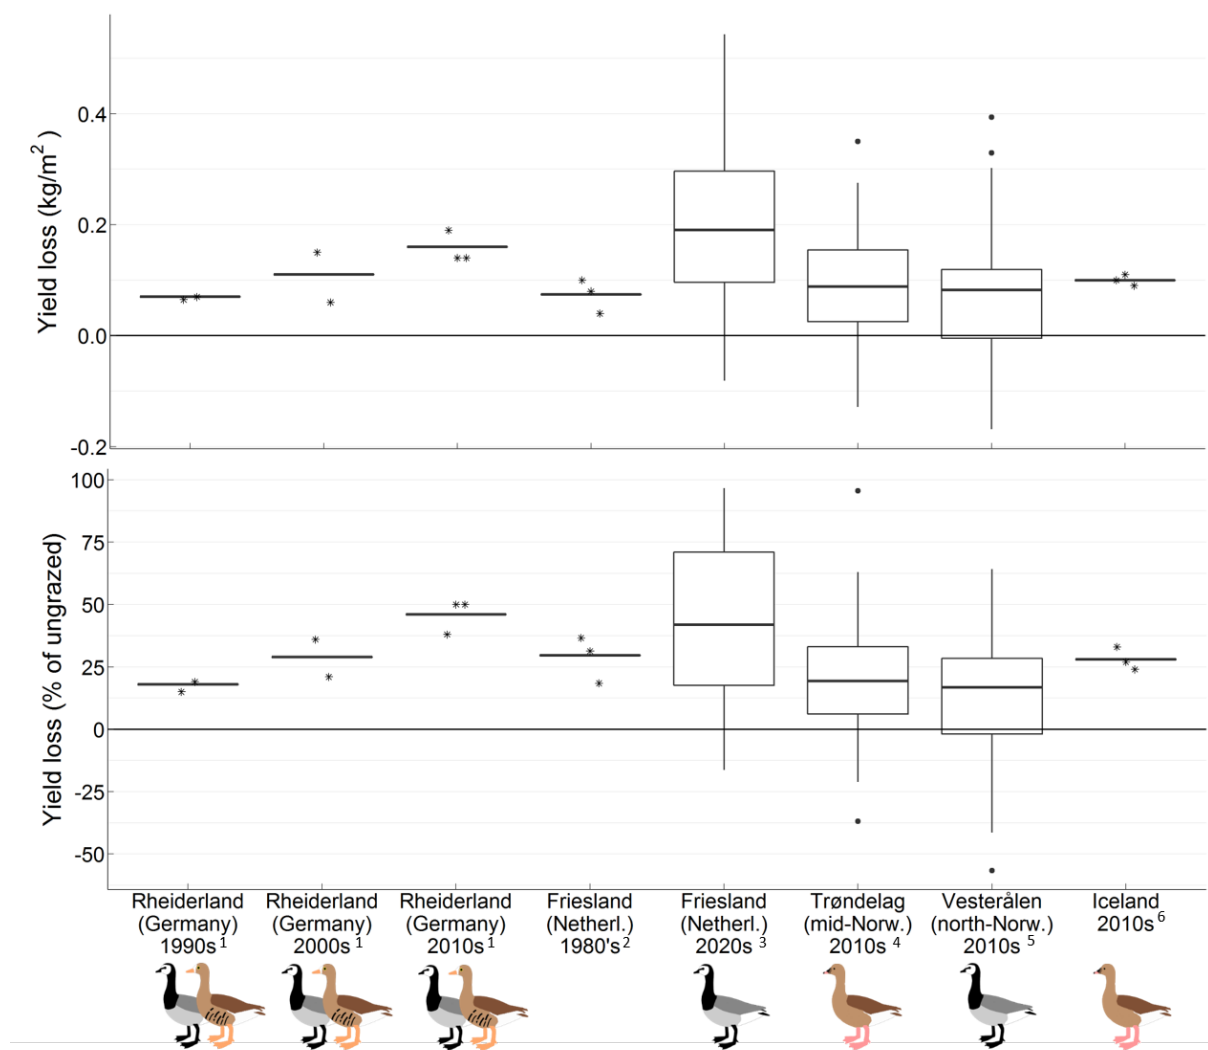 Yield loss (kg/m2)
0.4
0.2
0.0
-0.2
Yield loss (% of ungrazed)
100
75
50
25
0
-25
-50
Rheiderland
(Germany)
1990s 1
Rheiderland
(Germany)
2000s 1
Rheiderland
(Germany)
2010s 1
Friesland
(Netherl.)
1980's 2
Friesland
(Netherl.)
2020s 3
Trøndelag
(mid-Norw.)
2010s 4
Vesterålen
(north-Norw.)
2010s 5
Iceland
2010s 6